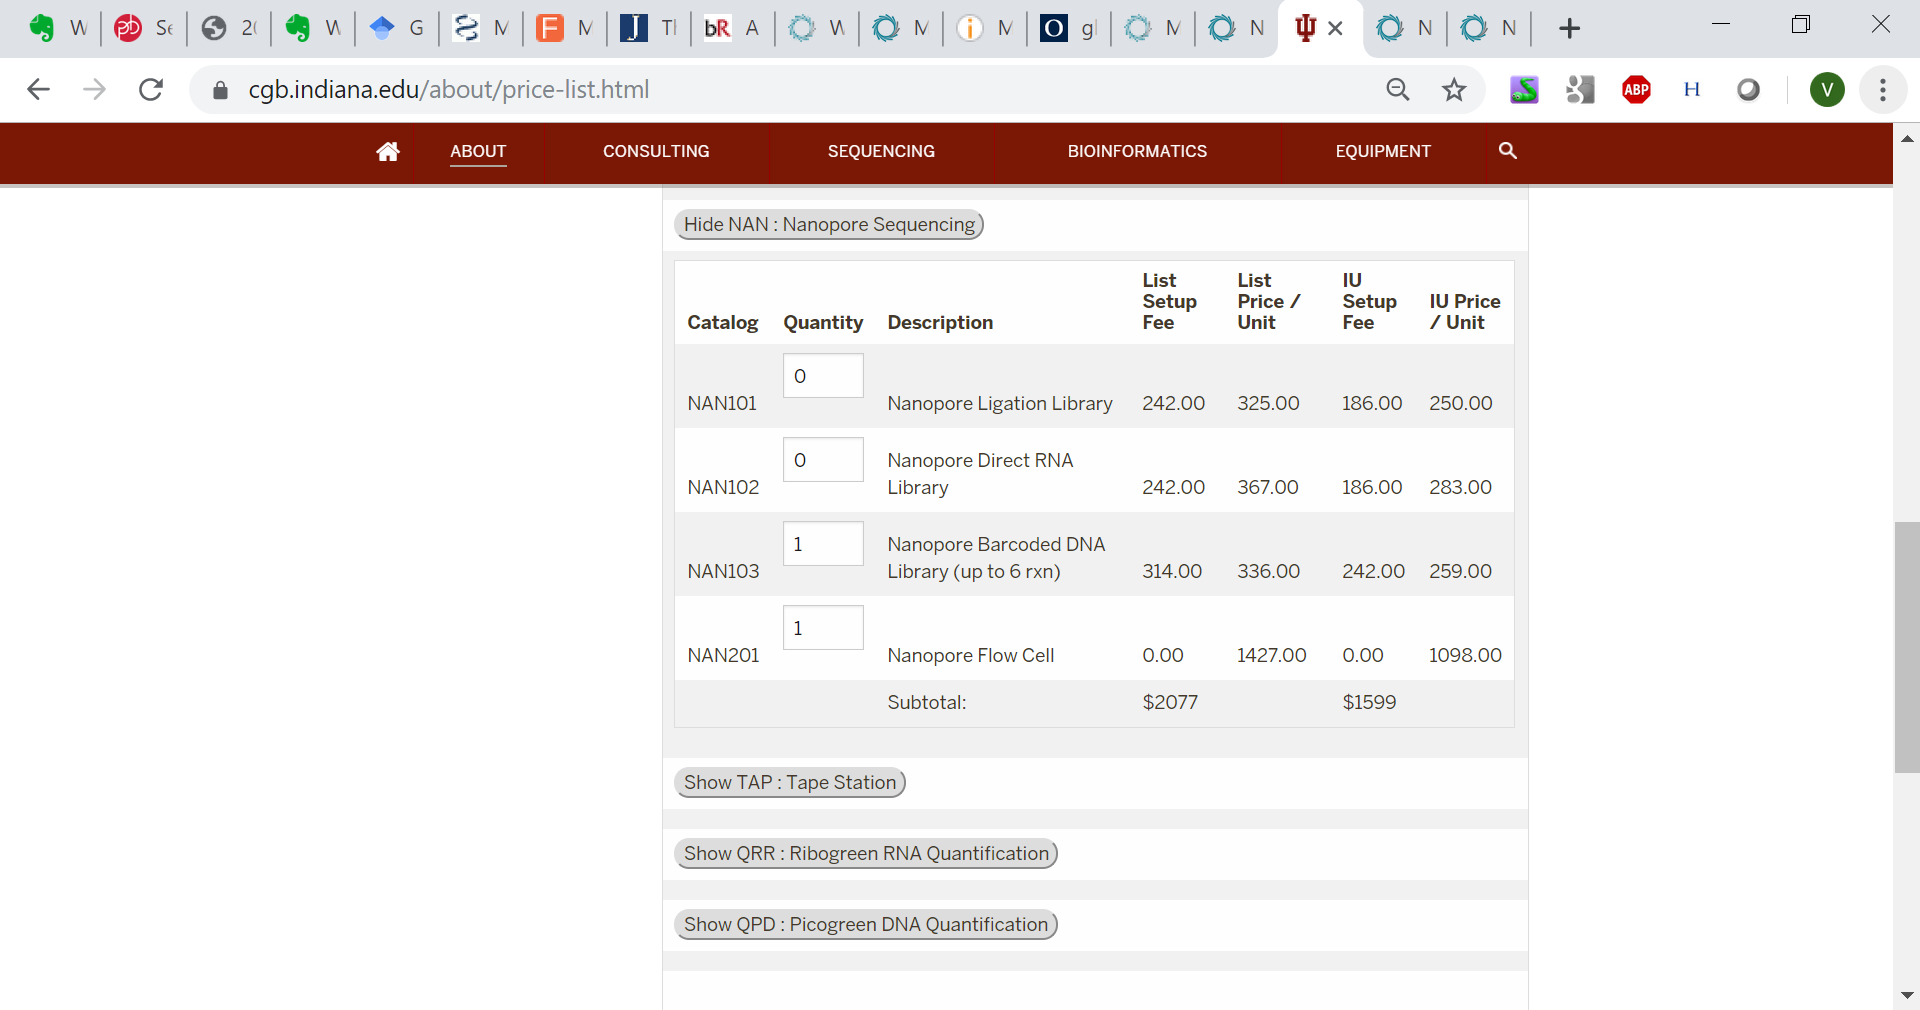 W Se 2( W G M M Tl A W M M gl M N N N
cgb.indiana.edu/about/price-list.html ABP H V
ABOUT CONSULTING SEQUENCING BIOINFORMATICS EQUIPMENT
Hide NAN : Nanopore Sequencing
Catalog Quantity Description List Setup Fee List Price / Unit IU Setup Fee IU Price / Unit
NAN101 0 Nanopore Ligation Library 242.00 325.00 186.00 250.00
NAN102 0 Nanopore Direct RNA Library 242.00 367.00 186.00 283.00
NAN103 1 Nanopore Barcoded DNA Library (up to 6 rxn) 314.00 336.00 242.00 259.00
NAN201 1 Nanopore Flow Cell 0.00 1427.00 0.00 1098.00
Subtotal: $2077 $1599
Show TAP : Tape Station
Show QRR : Ribogreen RNA Quantification
Show QPD : Picogreen DNA Quantification